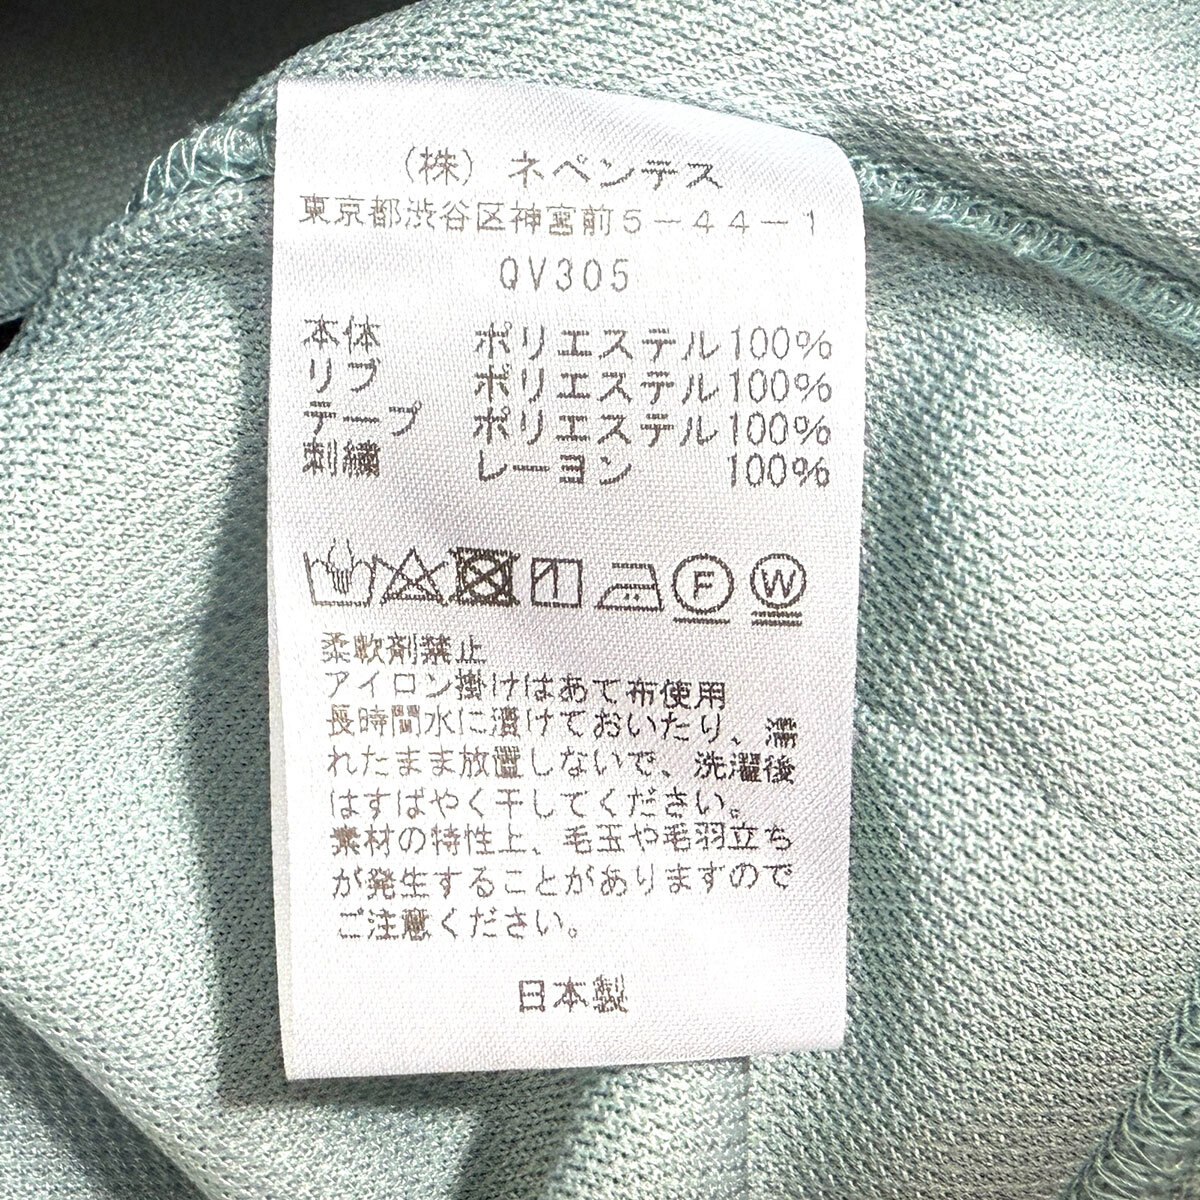 (株) ネペンテス
東京都渋谷区神宮前5-44-1
QV305
本体 ポリエステル100%
リブ ポリエステル100%
テープ ポリエステル100%
刺繍 レーヨン 100%
F W
柔軟剤禁止
アイロン掛けはあて布使用
長時間水に漬けておいたり、濡
れたまま放置しないで、洗濯後
はすばやく干してください。
素材の特性上、毛玉や毛羽立ち
が発生することがありますので
ご注意ください。
日本製